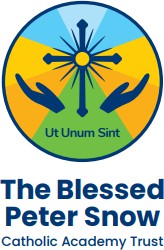 Ut Unum Sint
The Blessed
Peter Snow
Catholic Academy Trust